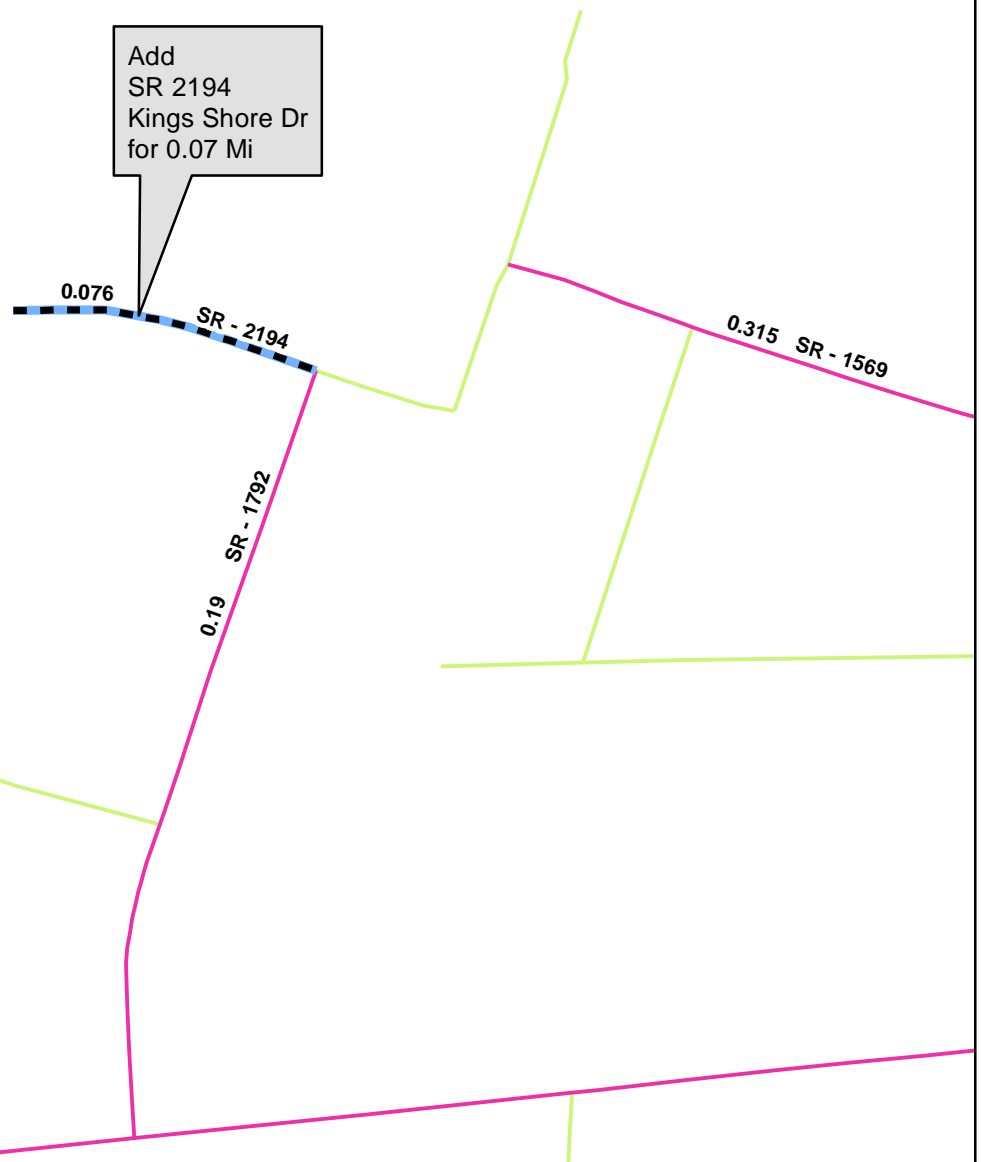 Add
SR 2194
Kings Shore Dr
for 0.07 Mi
0.076
SR - 2194
0.315 SR - 1569
SR - 1792
0.19